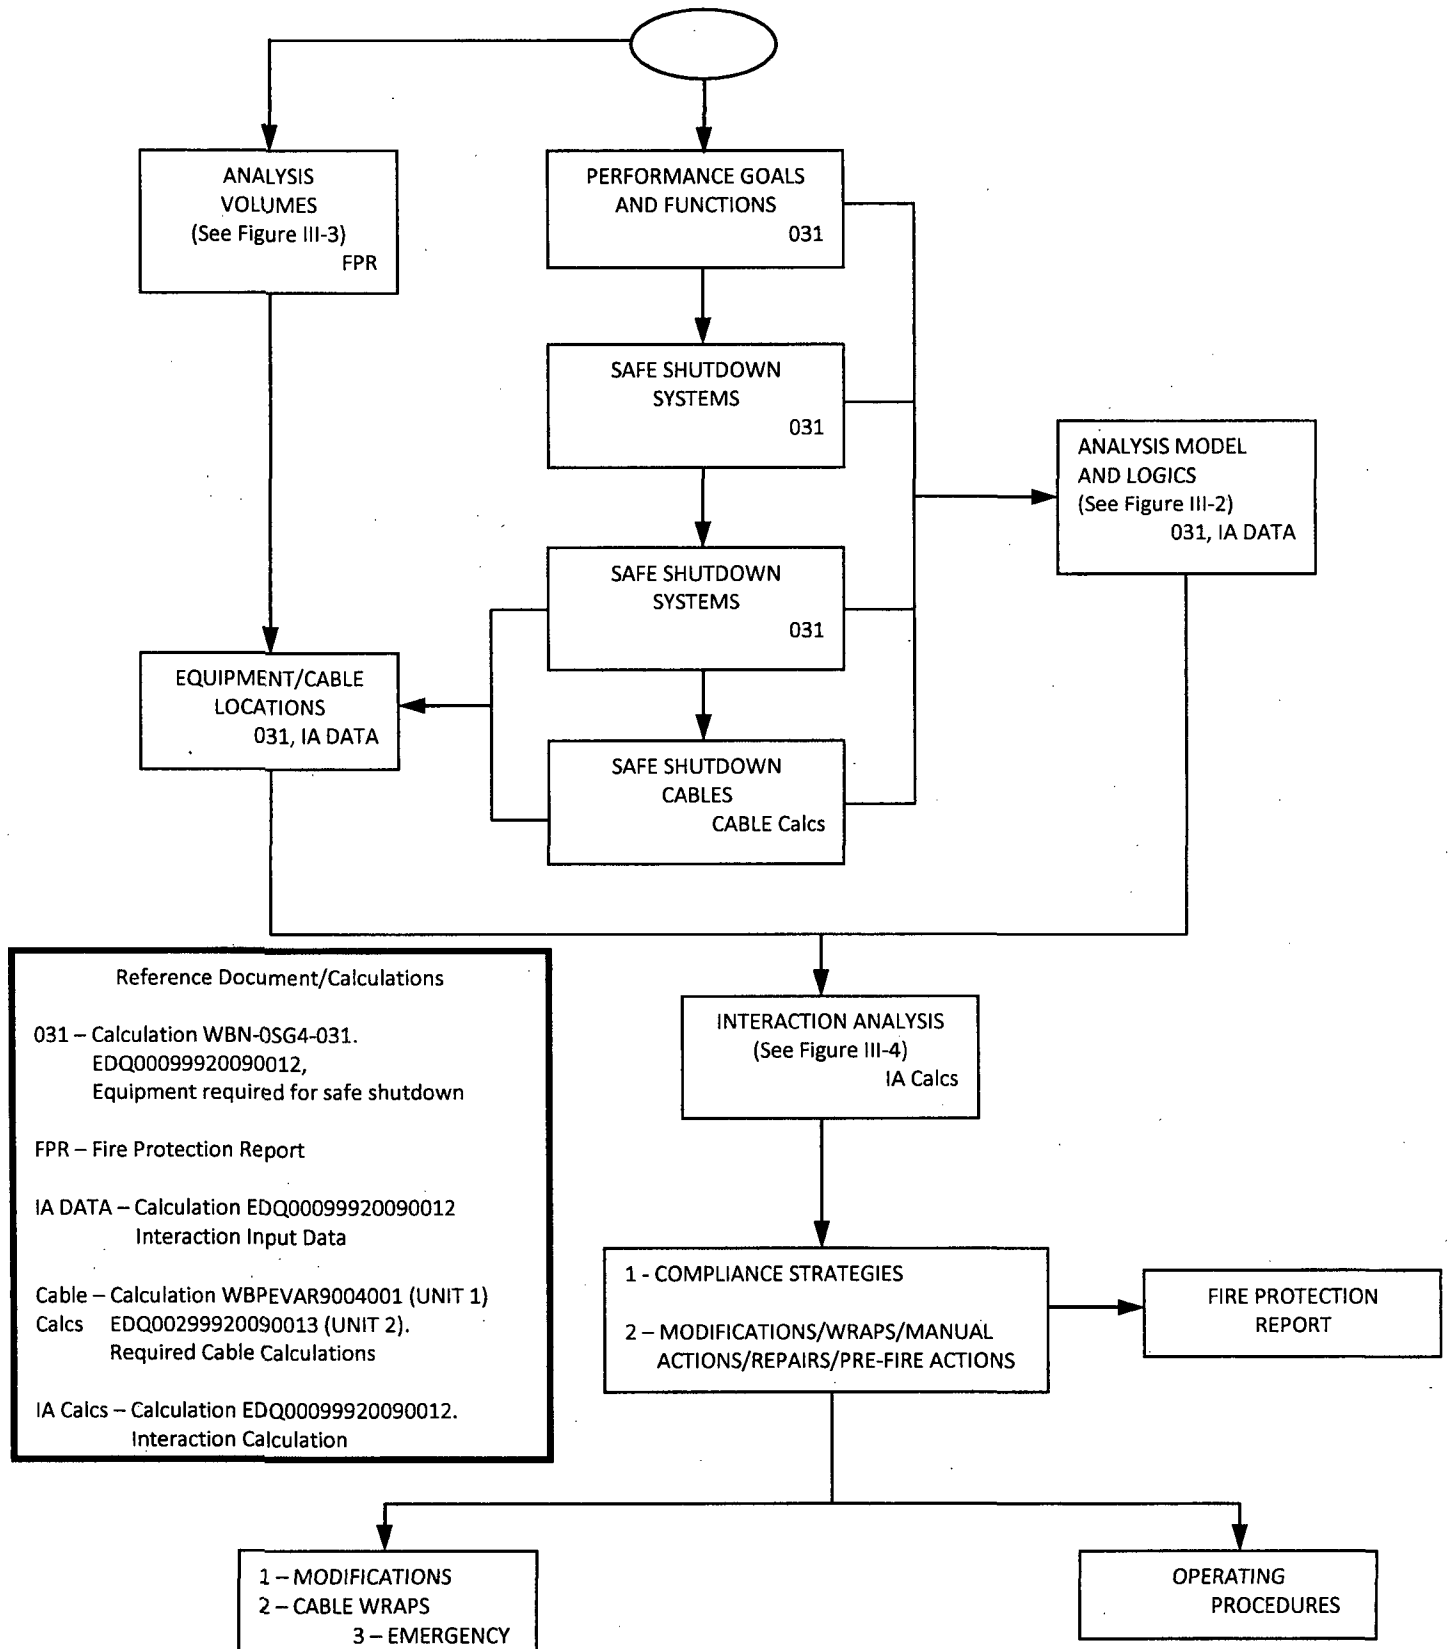 ANALYSIS
VOLUMES
(See Figure III-3)
FPR
PERFORMANCE GOALS
AND FUNCTIONS
031
SAFE SHUTDOWN
SYSTEMS
031
ANALYSIS MODEL
AND LOGICS
(See Figure III-2)
031, IA DATA
SAFE SHUTDOWN
SYSTEMS
031
EQUIPMENT/CABLE
LOCATIONS
031, IA DATA
SAFE SHUTDOWN
CABLES
CABLE Calcs
Reference Document/Calculations
031 – Calculation WBN-0SG4-031.
EDQ00099920090012,
Equipment required for safe shutdown
FPR – Fire Protection Report
IA DATA – Calculation EDQ00099920090012
Interaction Input Data
Cable – Calculation WBPEVAR9004001 (UNIT 1)
Calcs EDQ00299920090013 (UNIT 2).
Required Cable Calculations
IA Calcs – Calculation EDQ00099920090012.
Interaction Calculation
INTERACTION ANALYSIS
(See Figure III-4)
IA Calcs
1 - COMPLIANCE STRATEGIES
2 – MODIFICATIONS/WRAPS/MANUAL
ACTIONS/REPAIRS/PRE-FIRE ACTIONS
FIRE PROTECTION
REPORT
1 – MODIFICATIONS
2 – CABLE WRAPS
3 – EMERGENCY
OPERATING
PROCEDURES